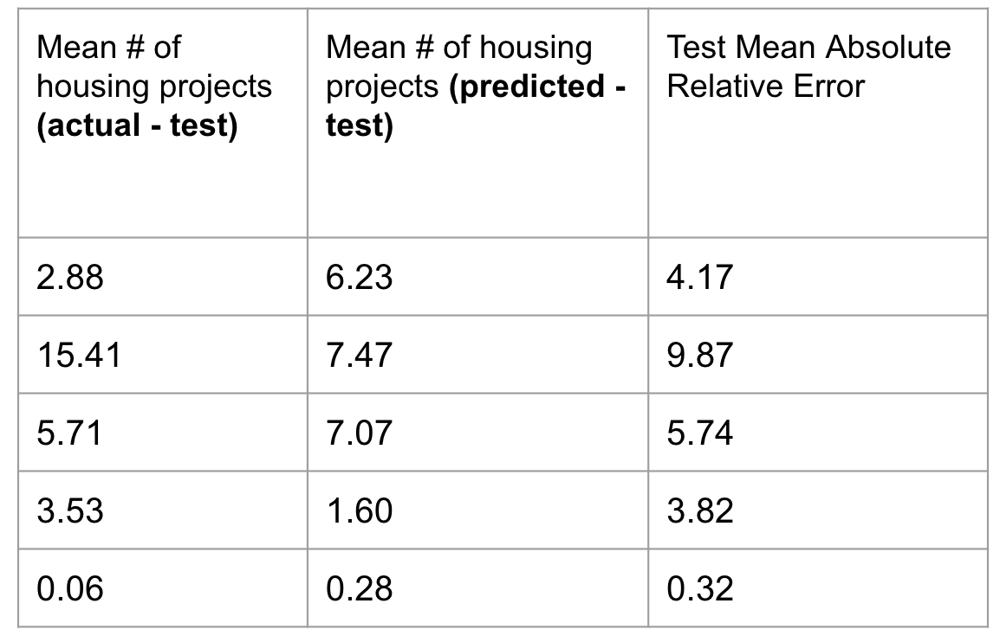 Mean # of
housing projects
(actual - test)
Mean # of housing
projects (predicted -
test)
Test Mean Absolute
Relative Error
2.88 6.23 4.17
15.41 7.47 9.87
5.71 7.07 5.74
3.53 1.60 3.82
0.06 0.28 0.32